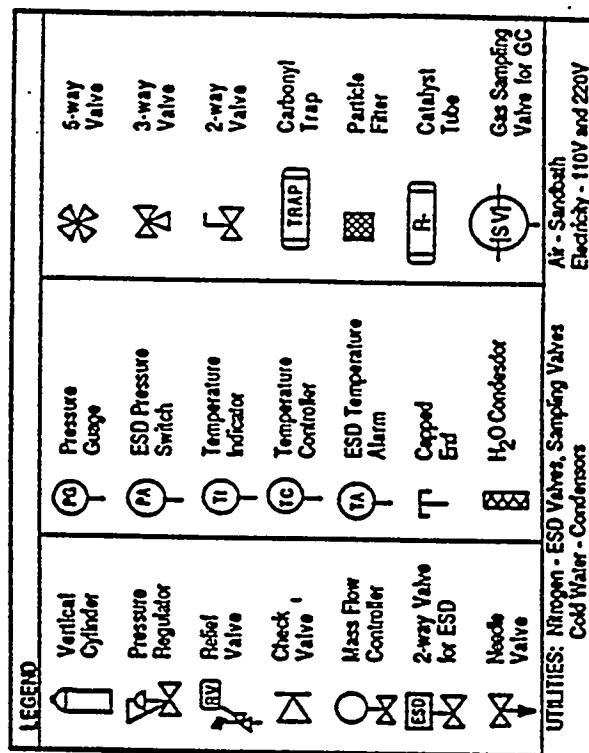 LEGEND
Vertical
Cylinder
Pressure
Regulator
RV
Relief
Valve
Check
Valve
Mass Flow
Controller
ESD
2-way Valve
for ESD
Needle
Valve
PG
Pressure
Guage
PA
ESD Pressure
Switch
TI
Temperature
Indicator
TC
Temperature
Controller
TA
ESD Temperature
Alarm
Capped
End
H₂O Condesdor
5-way
Valve
3-way
Valve
2-way
Valve
TRAP
Carbonyl
Trap
Particle
Filter
R-
Catalyst
Tube
SV
Gas Sampling
Valve for GC
UTILITIES: Nitrogen - ESD Valves, Sampling Valves
Cold Water - Condensors
Air - Sandbath
Electricity - 110V and 220V